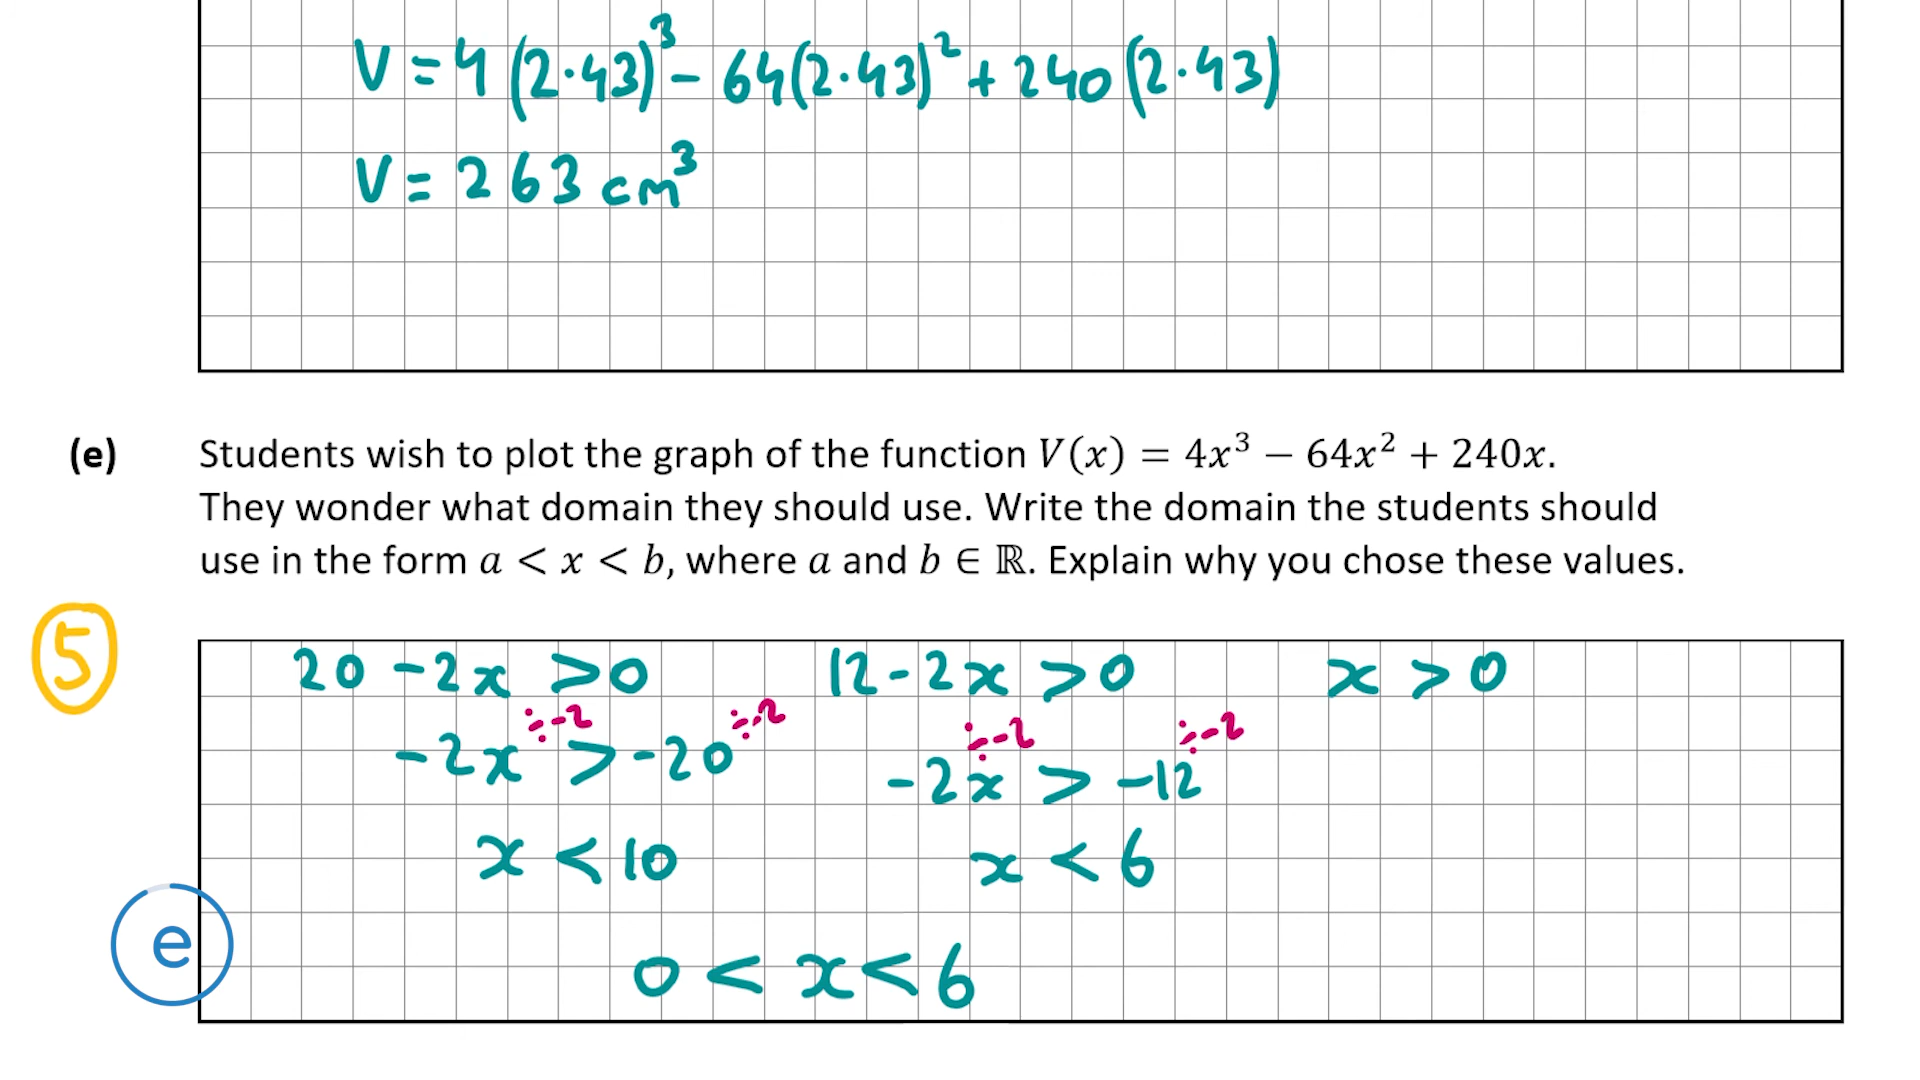 V = 4(2·43)³ - 64(2·43)² + 240(2·43)
V = 263 cm³
(e) Students wish to plot the graph of the function V(x) = 4x³ − 64x² + 240x.
They wonder what domain they should use. Write the domain the students should
use in the form a < x < b, where a and b ∈ ℝ. Explain why you chose these values.
5
20 - 2x > 0 12 - 2x > 0 x > 0
÷-2 ÷-2 ÷-2 ÷-2
-2x > -20 -2x > -12
x < 10 x < 6
e
0 < x < 6